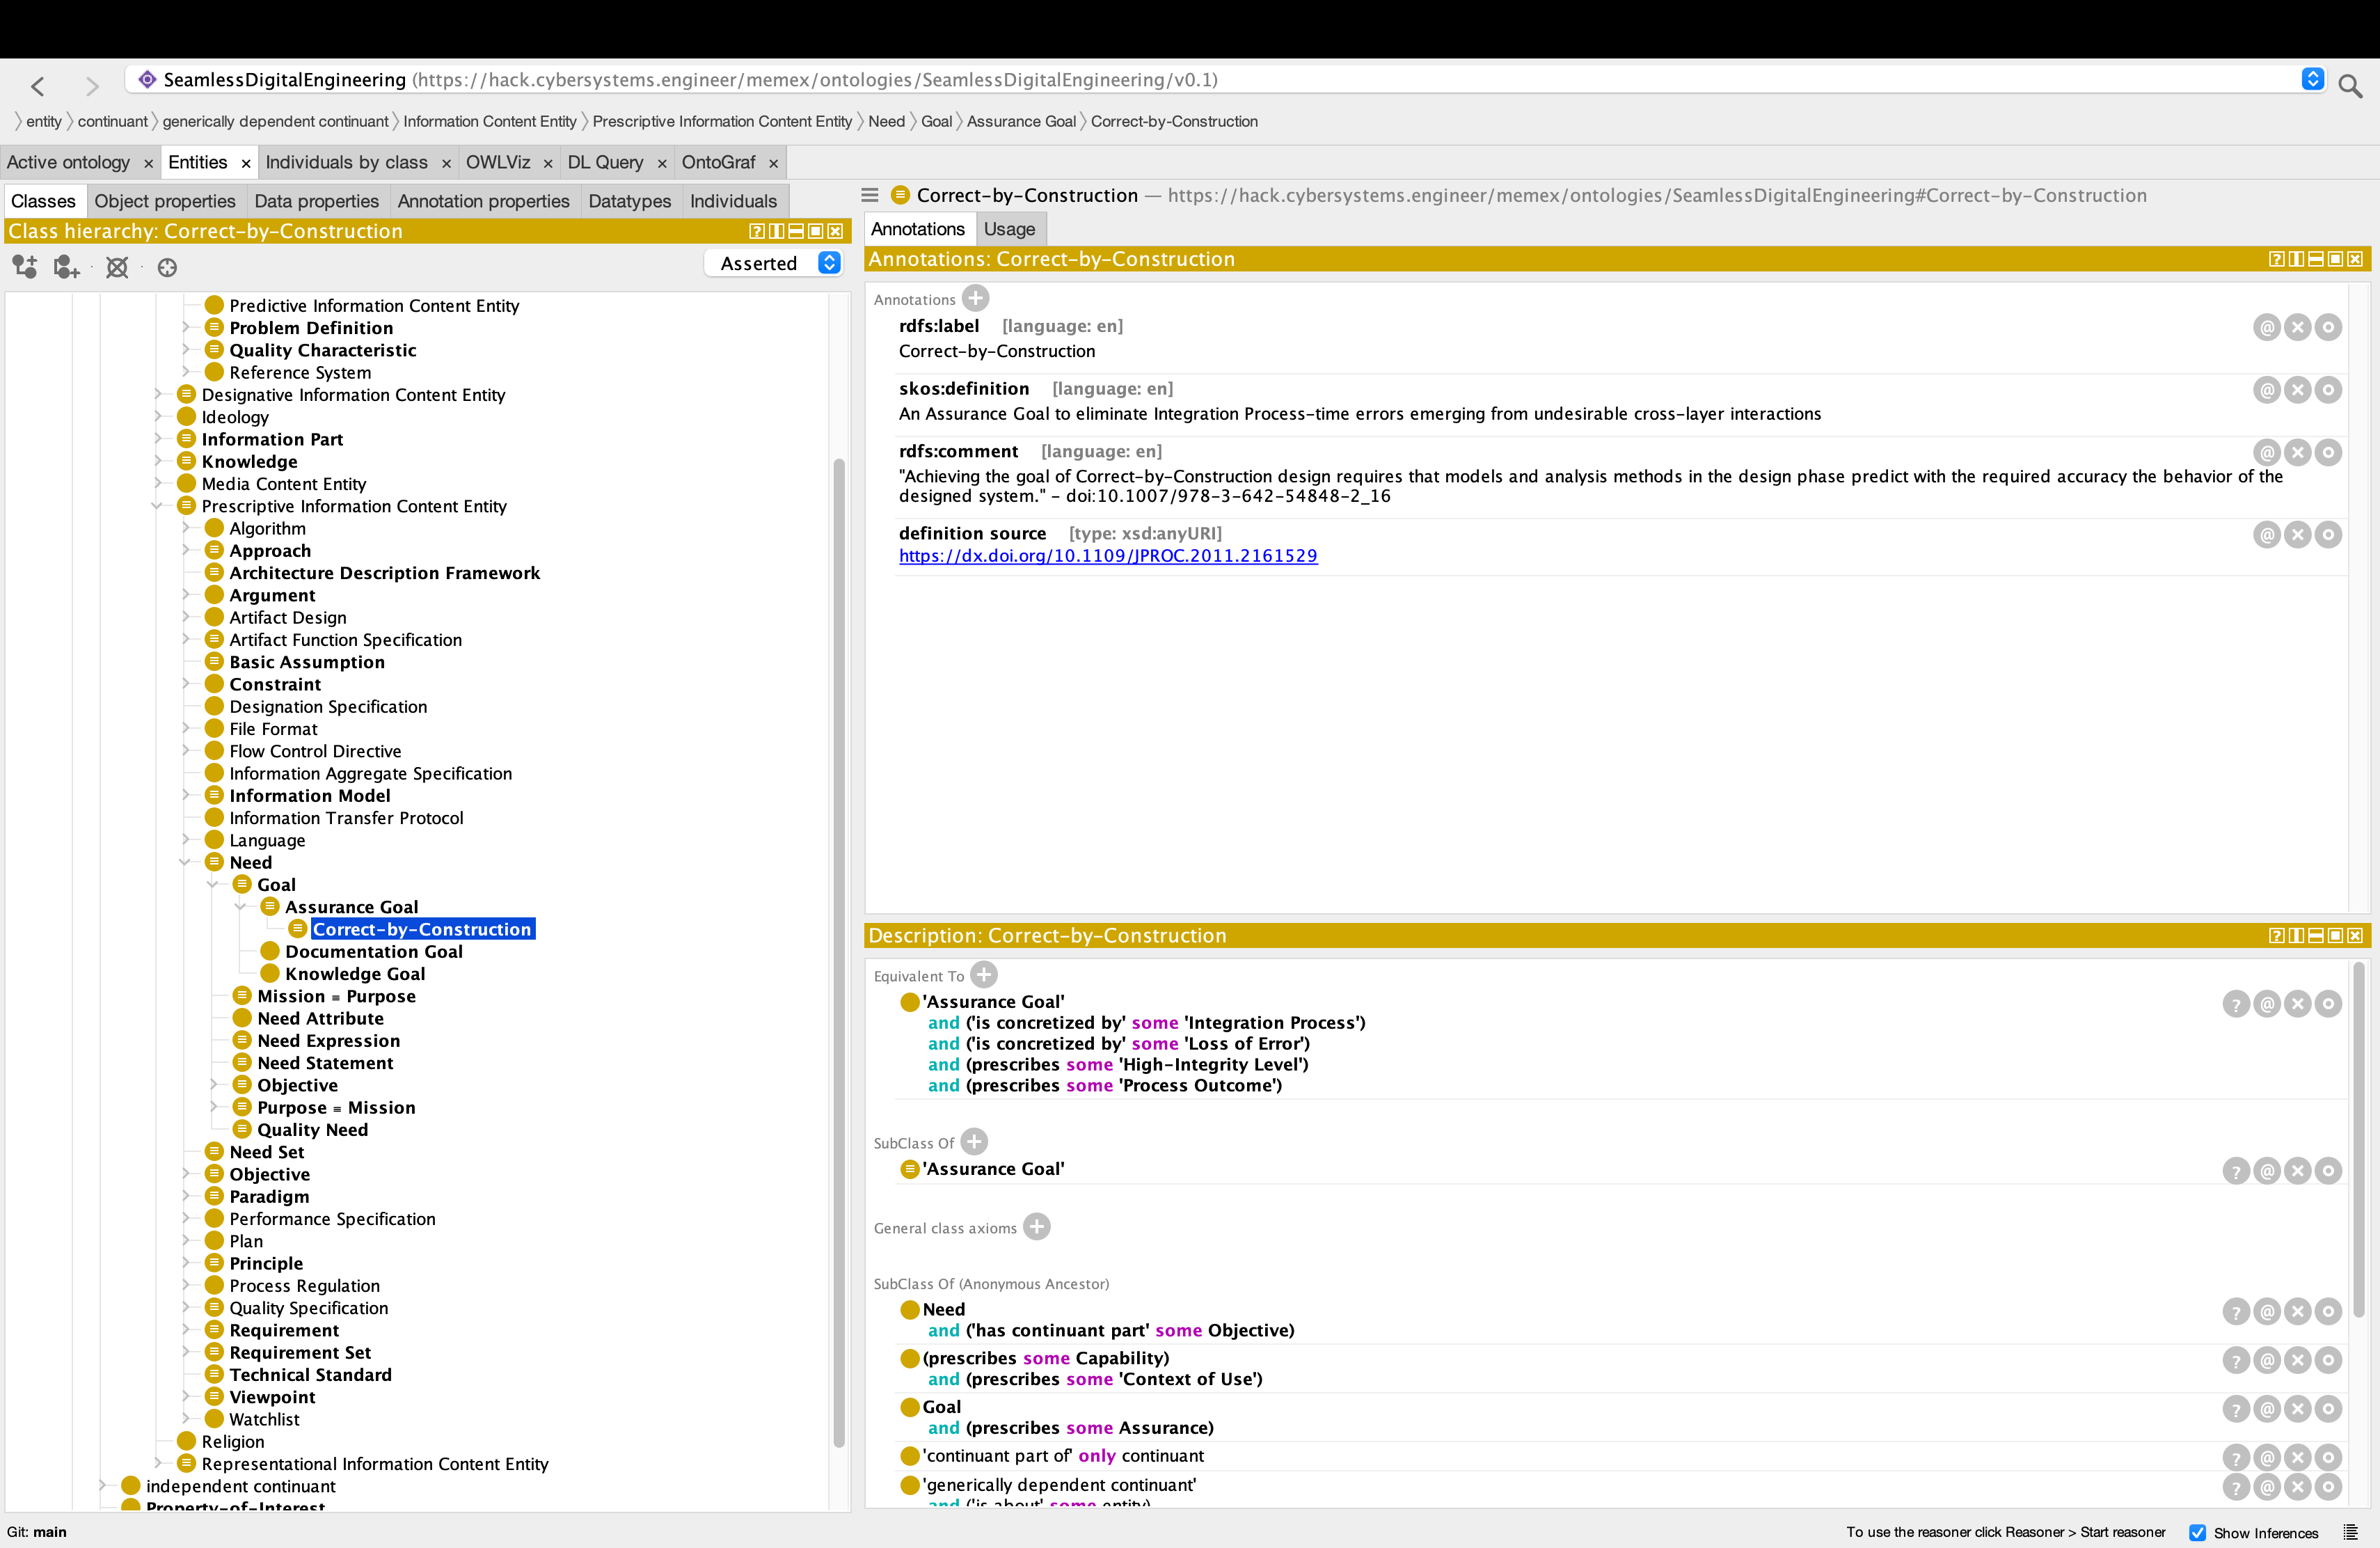 SeamlessDigitalEngineering (https://hack.cybersystems.engineer/memex/ontologies/SeamlessDigitalEngineering/v0.1)
entity continuant generically dependent continuant Information Content Entity Prescriptive Information Content Entity Need Goal Assurance Goal Correct-by-Construction
Active ontology × Entities × Individuals by class × OWLViz × DL Query × OntoGraf ×
Classes Object properties Data properties Annotation properties Datatypes Individuals
Class hierarchy: Correct-by-Construction
Asserted
Predictive Information Content Entity
Problem Definition
Quality Characteristic
Reference System
Designative Information Content Entity
Ideology
Information Part
Knowledge
Media Content Entity
Prescriptive Information Content Entity
Algorithm
Approach
Architecture Description Framework
Argument
Artifact Design
Artifact Function Specification
Basic Assumption
Constraint
Designation Specification
File Format
Flow Control Directive
Information Aggregate Specification
Information Model
Information Transfer Protocol
Language
Need
Goal
Assurance Goal
Correct-by-Construction
Documentation Goal
Knowledge Goal
Mission ≡ Purpose
Need Attribute
Need Expression
Need Statement
Objective
Purpose ≡ Mission
Quality Need
Need Set
Objective
Paradigm
Performance Specification
Plan
Principle
Process Regulation
Quality Specification
Requirement
Requirement Set
Technical Standard
Viewpoint
Watchlist
Religion
Representational Information Content Entity
independent continuant
Property-of-Interest
Correct-by-Construction — https://hack.cybersystems.engineer/memex/ontologies/SeamlessDigitalEngineering#Correct-by-Construction
Annotations Usage
Annotations: Correct-by-Construction
Annotations
rdfs:label [language: en]
Correct-by-Construction
skos:definition [language: en]
An Assurance Goal to eliminate Integration Process-time errors emerging from undesirable cross-layer interactions
rdfs:comment [language: en]
"Achieving the goal of Correct-by-Construction design requires that models and analysis methods in the design phase predict with the required accuracy the behavior of the
designed system." - doi:10.1007/978-3-642-54848-2_16
definition source [type: xsd:anyURI]
https://dx.doi.org/10.1109/JPROC.2011.2161529
Description: Correct-by-Construction
Equivalent To
'Assurance Goal'
and ('is concretized by' some 'Integration Process')
and ('is concretized by' some 'Loss of Error')
and (prescribes some 'High-Integrity Level')
and (prescribes some 'Process Outcome')
SubClass Of
'Assurance Goal'
General class axioms
SubClass Of (Anonymous Ancestor)
Need
and ('has continuant part' some Objective)
(prescribes some Capability)
and (prescribes some 'Context of Use')
Goal
and (prescribes some Assurance)
'continuant part of' only continuant
'generically dependent continuant'
and ('is about' some entity)
Git: main
To use the reasoner click Reasoner > Start reasoner Show Inferences